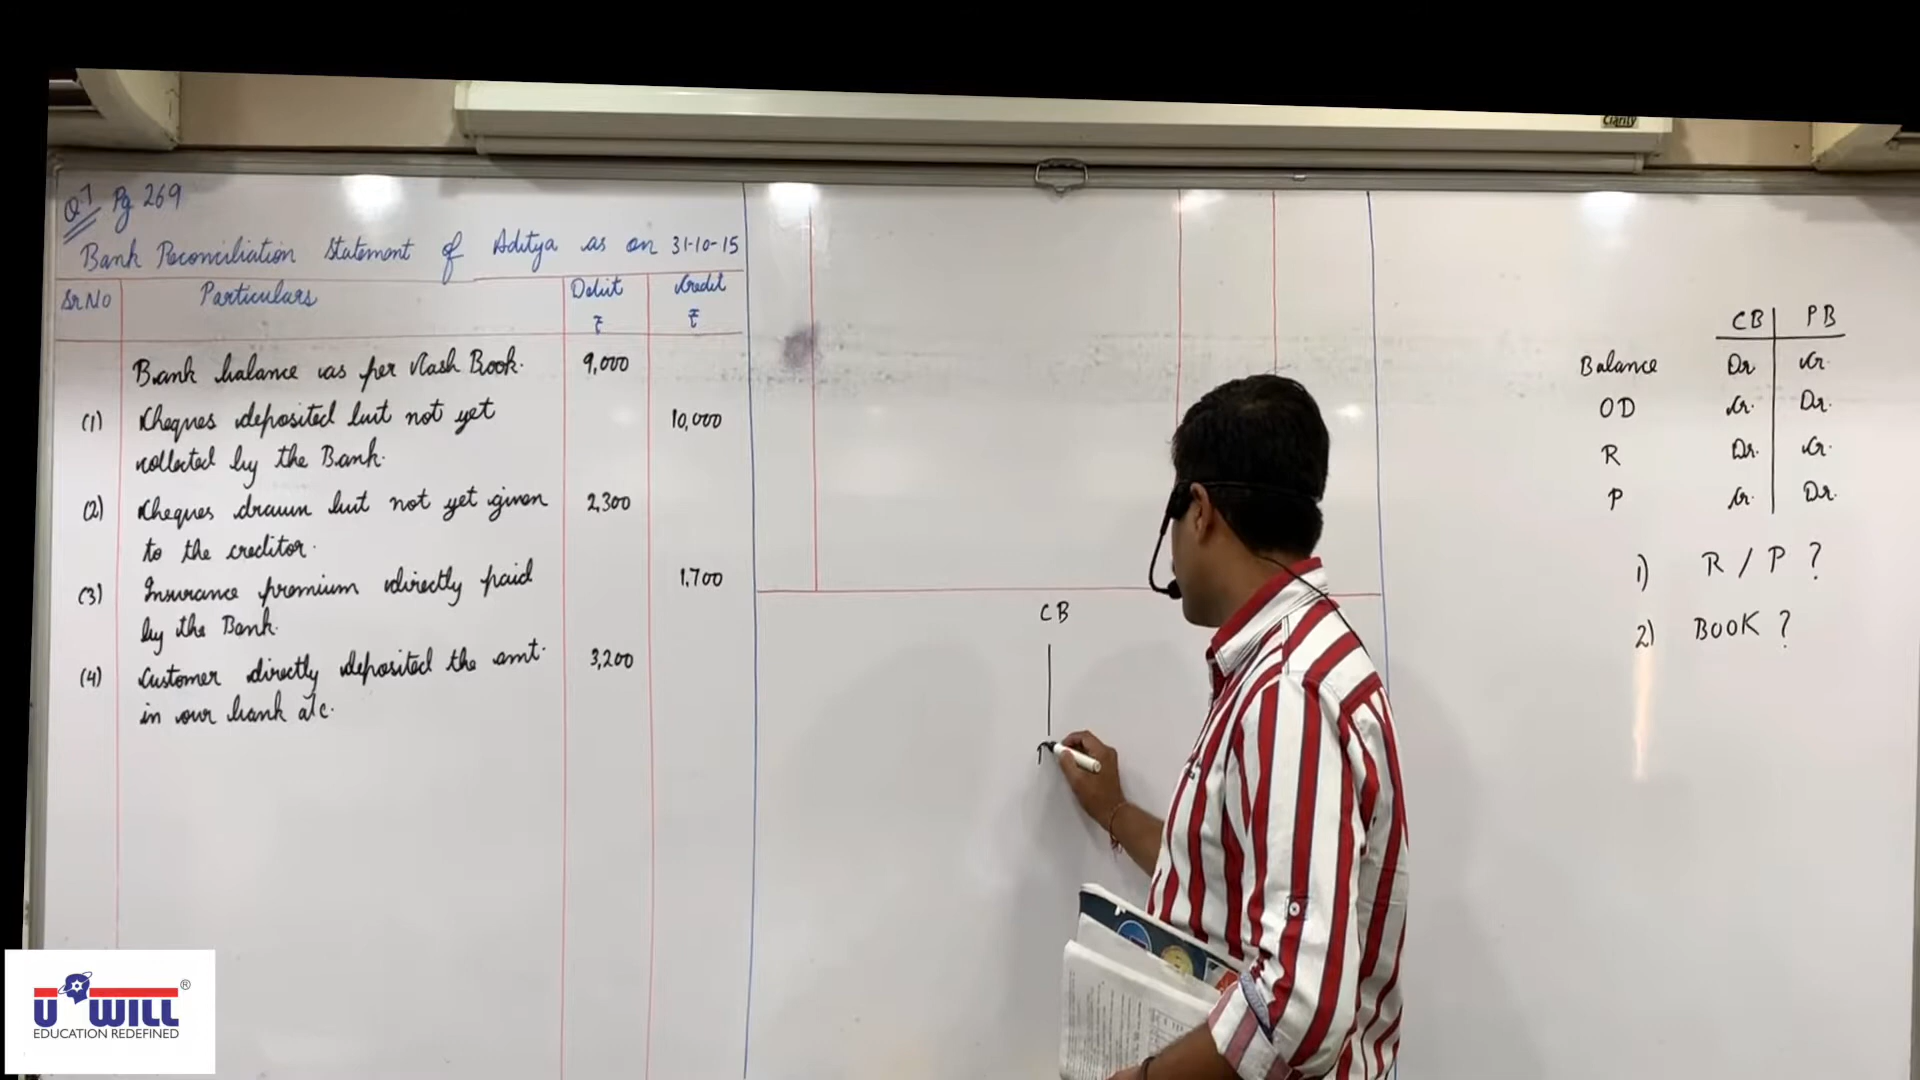 Q7 Pg 269
Bank Reconciliation Statement of Aditya as on 31-10-15
Sr No Particulars Debit ₹ Credit ₹
Bank balance as per Cash Book. 9,000
(1) Cheques deposited but not yet 10,000
collected by the Bank.
(2) Cheques drawn but not yet given 2,300
to the creditor.
(3) Insurance premium directly paid 1,700
by the Bank.
(4) Customer directly deposited the amt. 3,200
in our bank a/c.
CB
CB PB
Balance Dr Cr.
OD Cr. Dr.
R Dr. Cr.
P Cr. Dr.
1) R / P ?
2) BOOK ?
Clarity
U WILL ®
EDUCATION REDEFINED